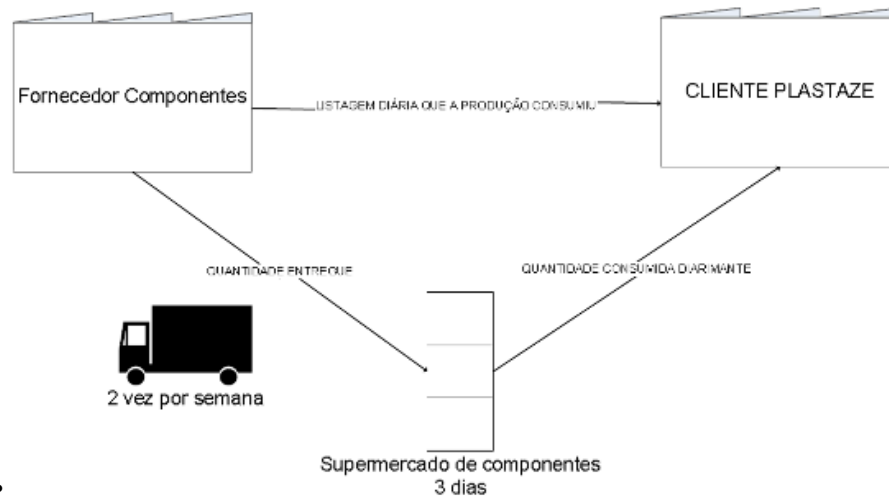 Fornecedor Componentes
CLIENTE PLASTAZE
LISTAGEM DIÁRIA QUE A PRODUÇÃO CONSUMIU
QUANTIDADE ENTREGUE
QUANTIDADE CONSUMIDA DIARIMANTE
2 vez por semana
Supermercado de componentes
3 dias